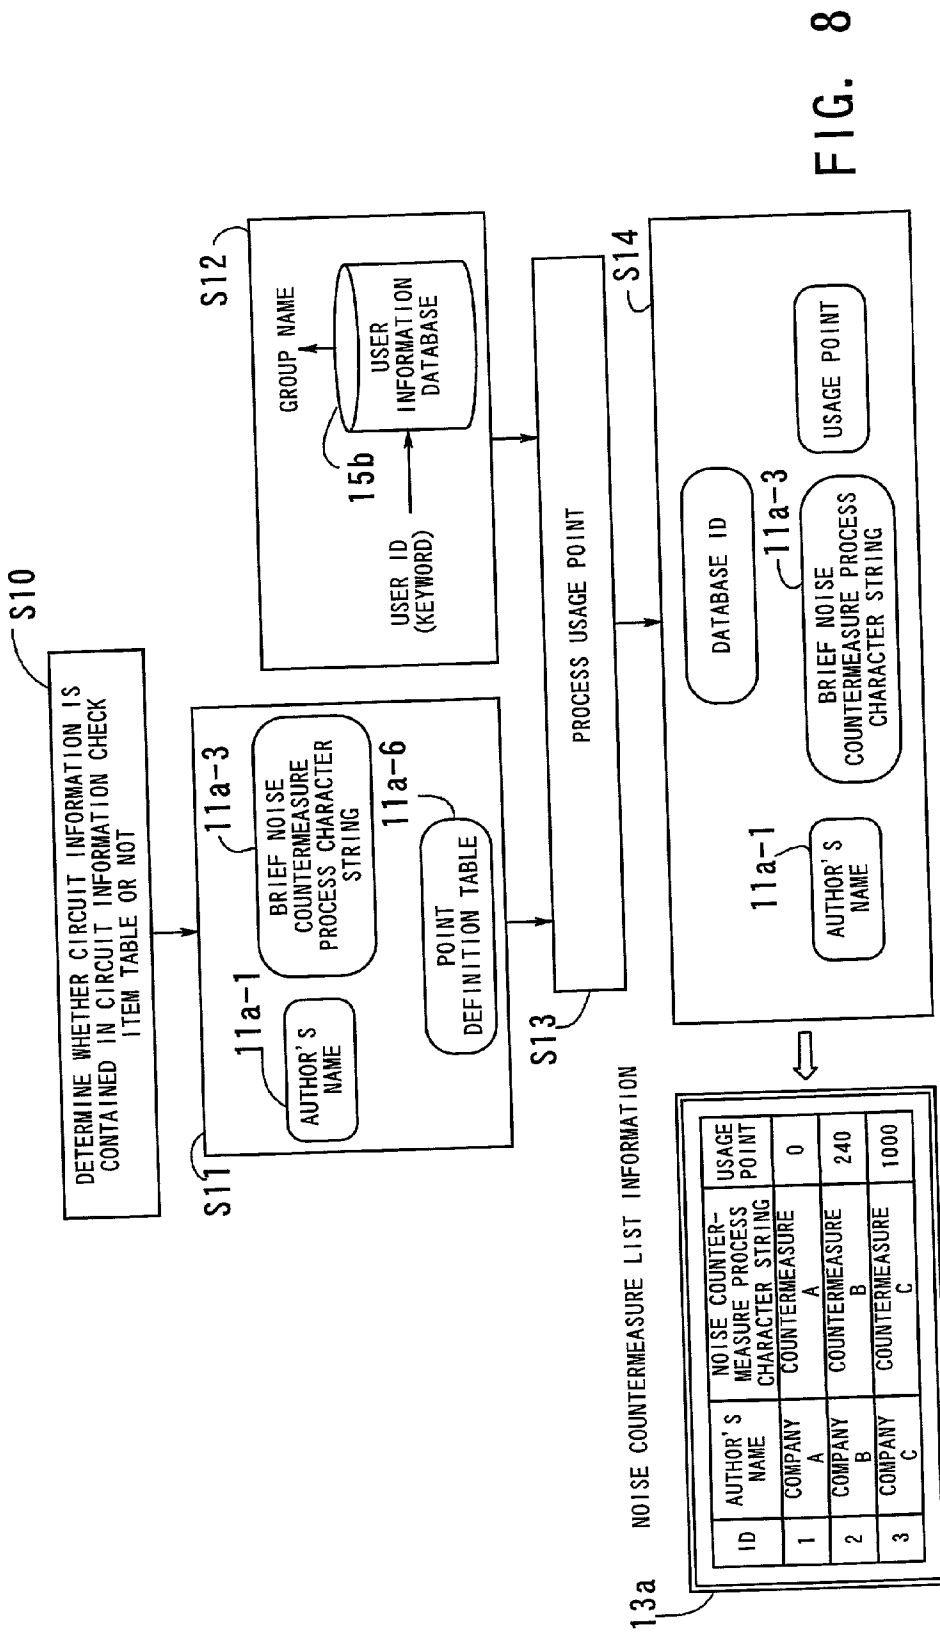 S10
DETERMINE WHETHER CIRCUIT INFORMATION IS
CONTAINED IN CIRCUIT INFORMATION CHECK
ITEM TABLE OR NOT
S11
11a-1
AUTHOR'S
NAME
11a-3
BRIEF NOISE
COUNTERMEASURE
PROCESS CHARACTER
STRING
11a-6
POINT
DEFINITION TABLE
S12
GROUP NAME
15b
USER
INFORMATION
DATABASE
USER ID
(KEYWORD)
S13
PROCESS USAGE POINT
S14
DATABASE ID
11a-1
AUTHOR'S
NAME
11a-3
BRIEF NOISE
COUNTERMEASURE PROCESS
CHARACTER STRING
USAGE POINT
13a
NOISE COUNTERMEASURE LIST INFORMATION
ID
AUTHOR'S
NAME
NOISE COUNTER-
MEASURE PROCESS
CHARACTER STRING
USAGE
POINT
1
COMPANY
A
COUNTERMEASURE
A
0
2
COMPANY
B
COUNTERMEASURE
B
240
3
COMPANY
C
COUNTERMEASURE
C
1000
FIG. 8